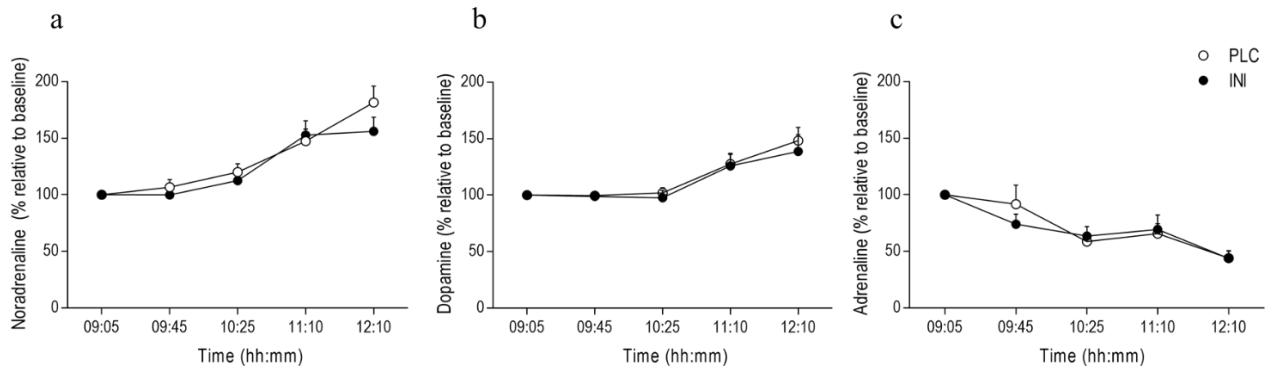 a
Noradrenaline (% relative to baseline)
200
150
100
50
0
09:05 09:45 10:25 11:10 12:10
Time (hh:mm)
b
Dopamine (% relative to baseline)
200
150
100
50
0
09:05 09:45 10:25 11:10 12:10
Time (hh:mm)
c
PLC
INI
Adrenaline (% relative to baseline)
200
150
100
50
0
09:05 09:45 10:25 11:10 12:10
Time (hh:mm)